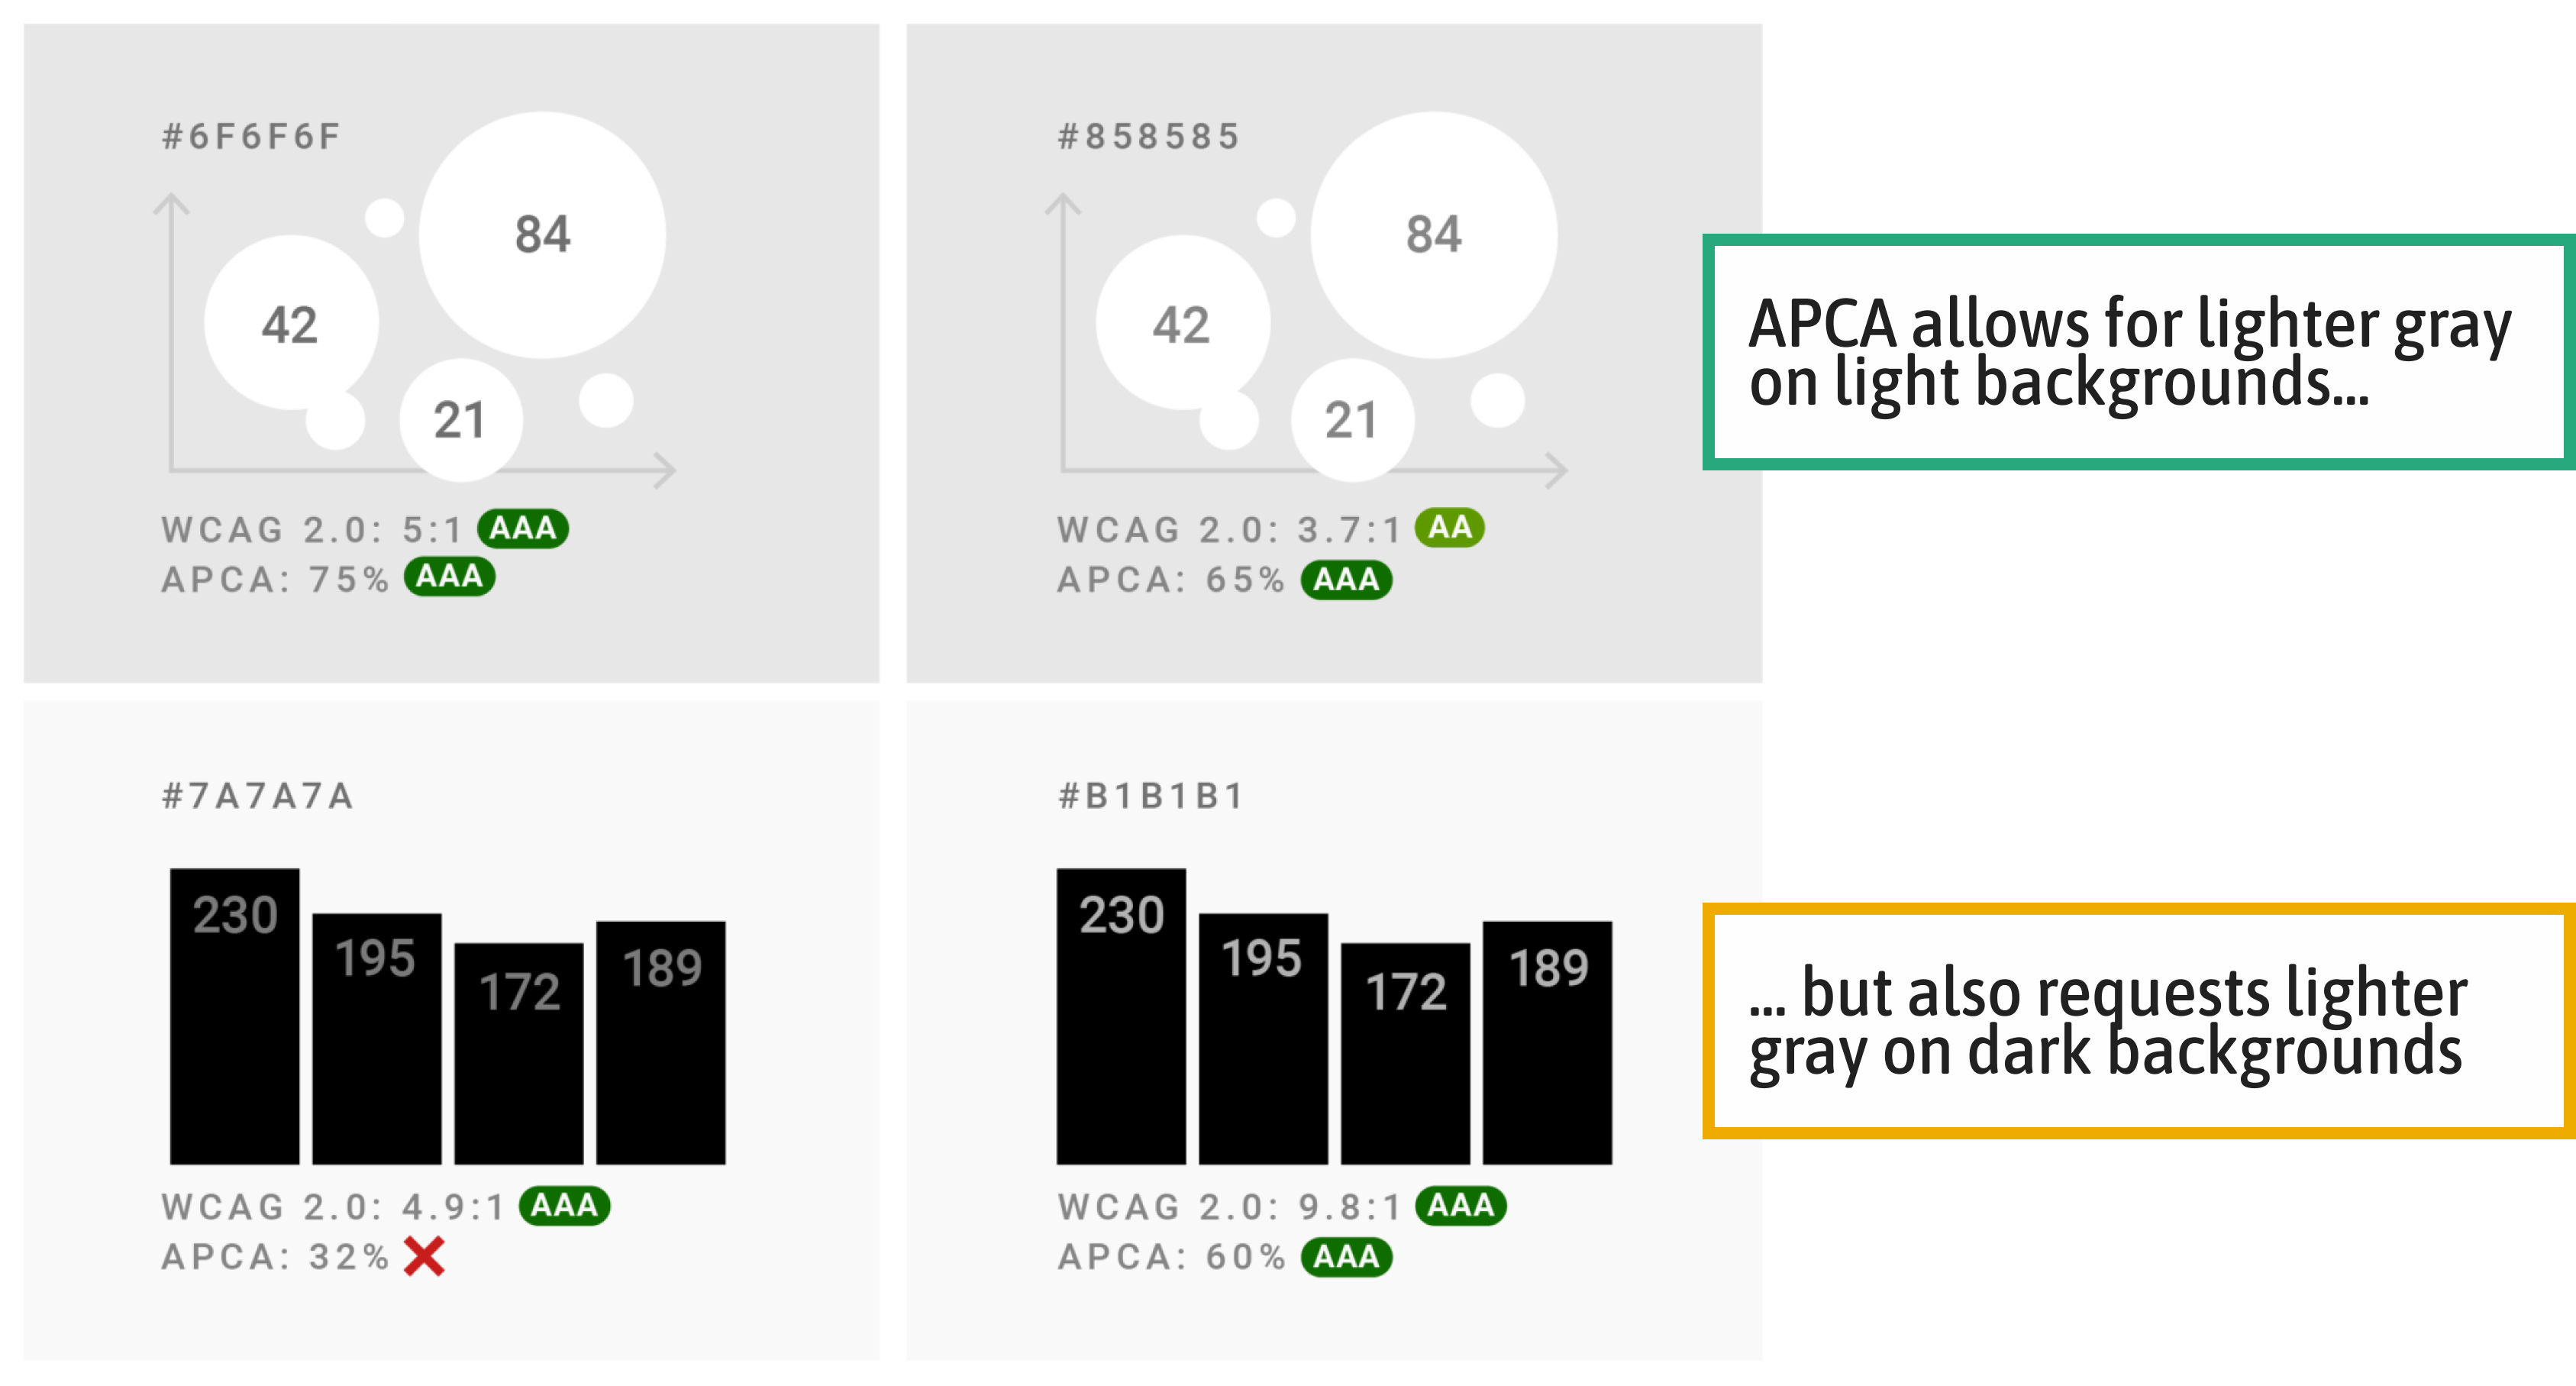 #6F6F6F
84
42
21
WCAG 2.0: 5:1 AAA
APCA: 75% AAA
#858585
84
42
21
WCAG 2.0: 3.7:1 AA
APCA: 65% AAA
APCA allows for lighter gray
on light backgrounds...
#7A7A7A
230
195
172
189
WCAG 2.0: 4.9:1 AAA
APCA: 32%
#B1B1B1
230
195
172
189
WCAG 2.0: 9.8:1 AAA
APCA: 60% AAA
... but also requests lighter
gray on dark backgrounds